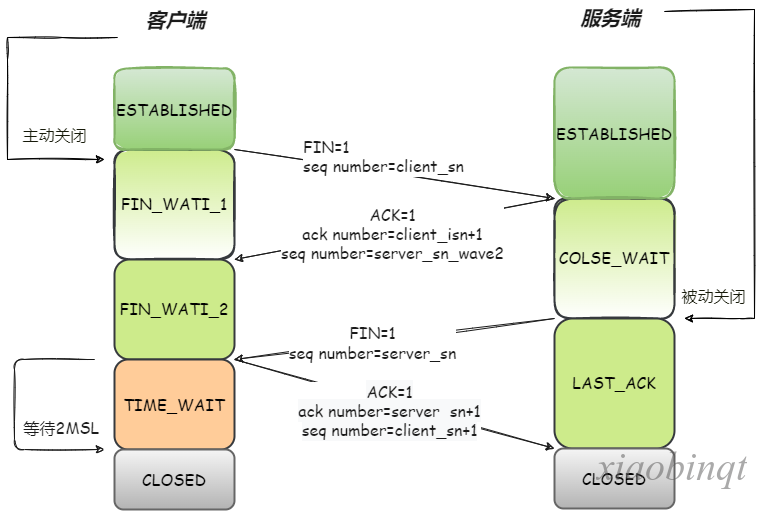 客户端
服务端
ESTABLISHED
ESTABLISHED
主动关闭
FIN=1
seq number=client_sn
FIN_WATI_1
ACK=1
ack number=client_isn+1
seq number=server_sn_wave2
COLSE_WAIT
被动关闭
FIN_WATI_2
FIN=1
seq number=server_sn
LAST_ACK
TIME_WAIT
ACK=1
ack number=server_sn+1
seq number=client_sn+1
等待2MSL
CLOSED
CLOSED
xiaobinqt